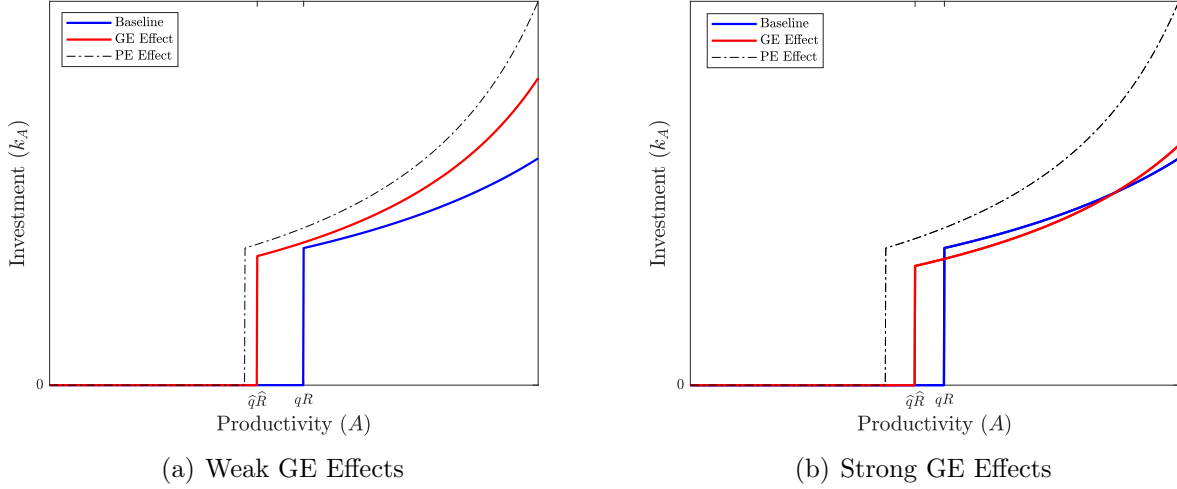 Baseline
GE Effect
PE Effect
Investment (k_A)
0
q̂R̂
qR
Productivity (A)
(a) Weak GE Effects
Baseline
GE Effect
PE Effect
Investment (k_A)
0
q̂R̂
qR
Productivity (A)
(b) Strong GE Effects